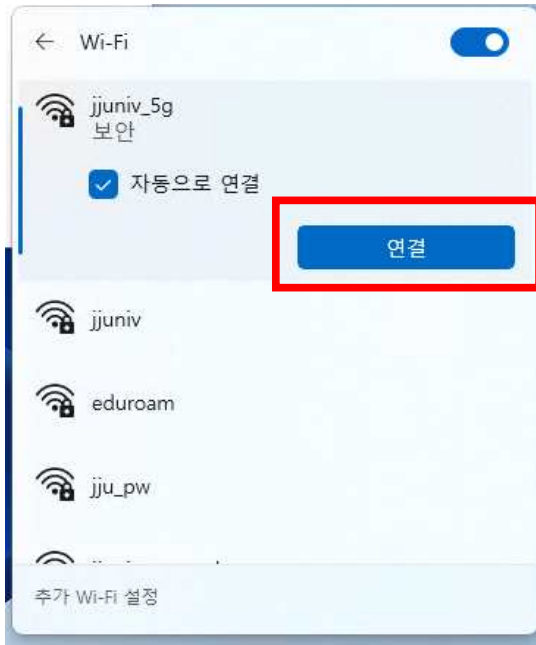 Wi-Fi
jjuniv_5g
보안
자동으로 연결
연결
jjuniv
eduroam
jju_pw
추가 Wi-Fi 설정